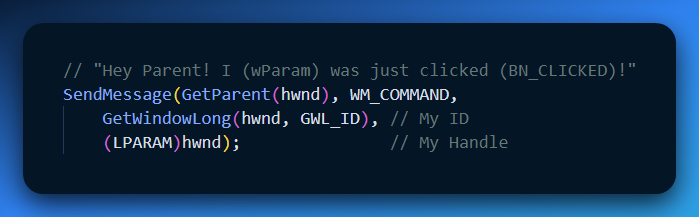 // "Hey Parent! I (wParam) was just clicked (BN_CLICKED)!"
SendMessage(GetParent(hwnd), WM_COMMAND,
    GetWindowLong(hwnd, GWL_ID), // My ID
    (LPARAM)hwnd);               // My Handle